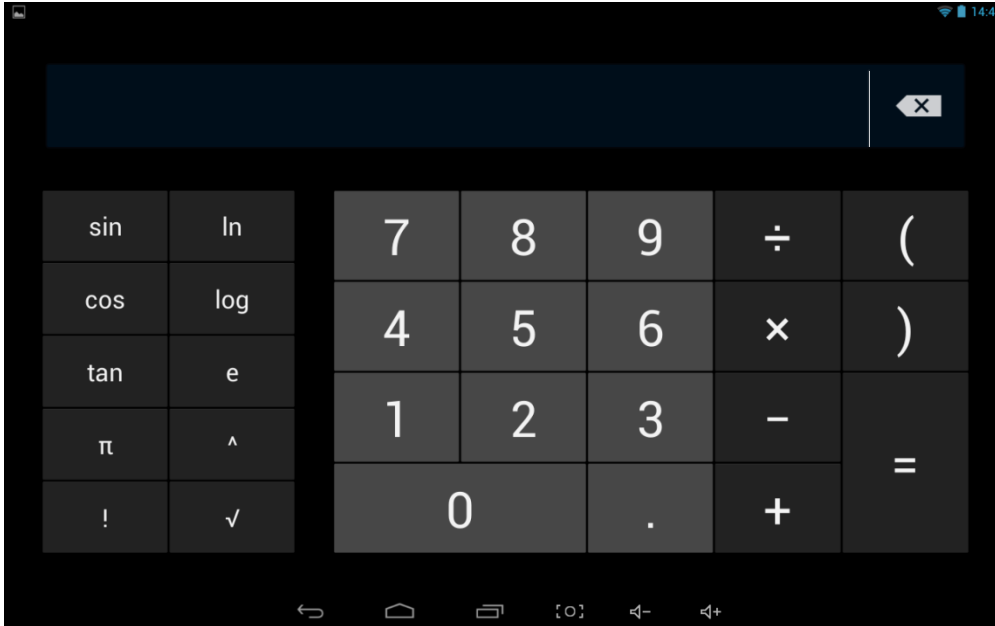 14:4
sin ln 7 8 9 ÷ (
cos log 4 5 6 × )
tan e 1 2 3 −
π ^ =
! √ 0 . +